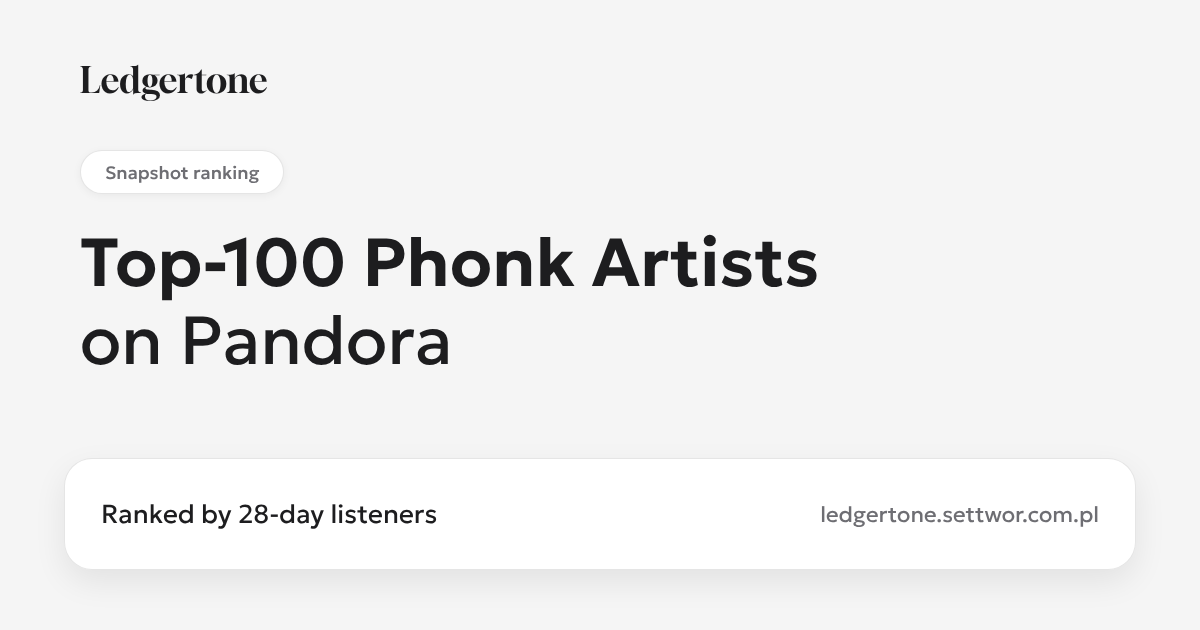 Ledgertone
Snapshot ranking
Top-100 Phonk Artists
on Pandora
Ranked by 28-day listeners
ledgertone.settwor.com.pl